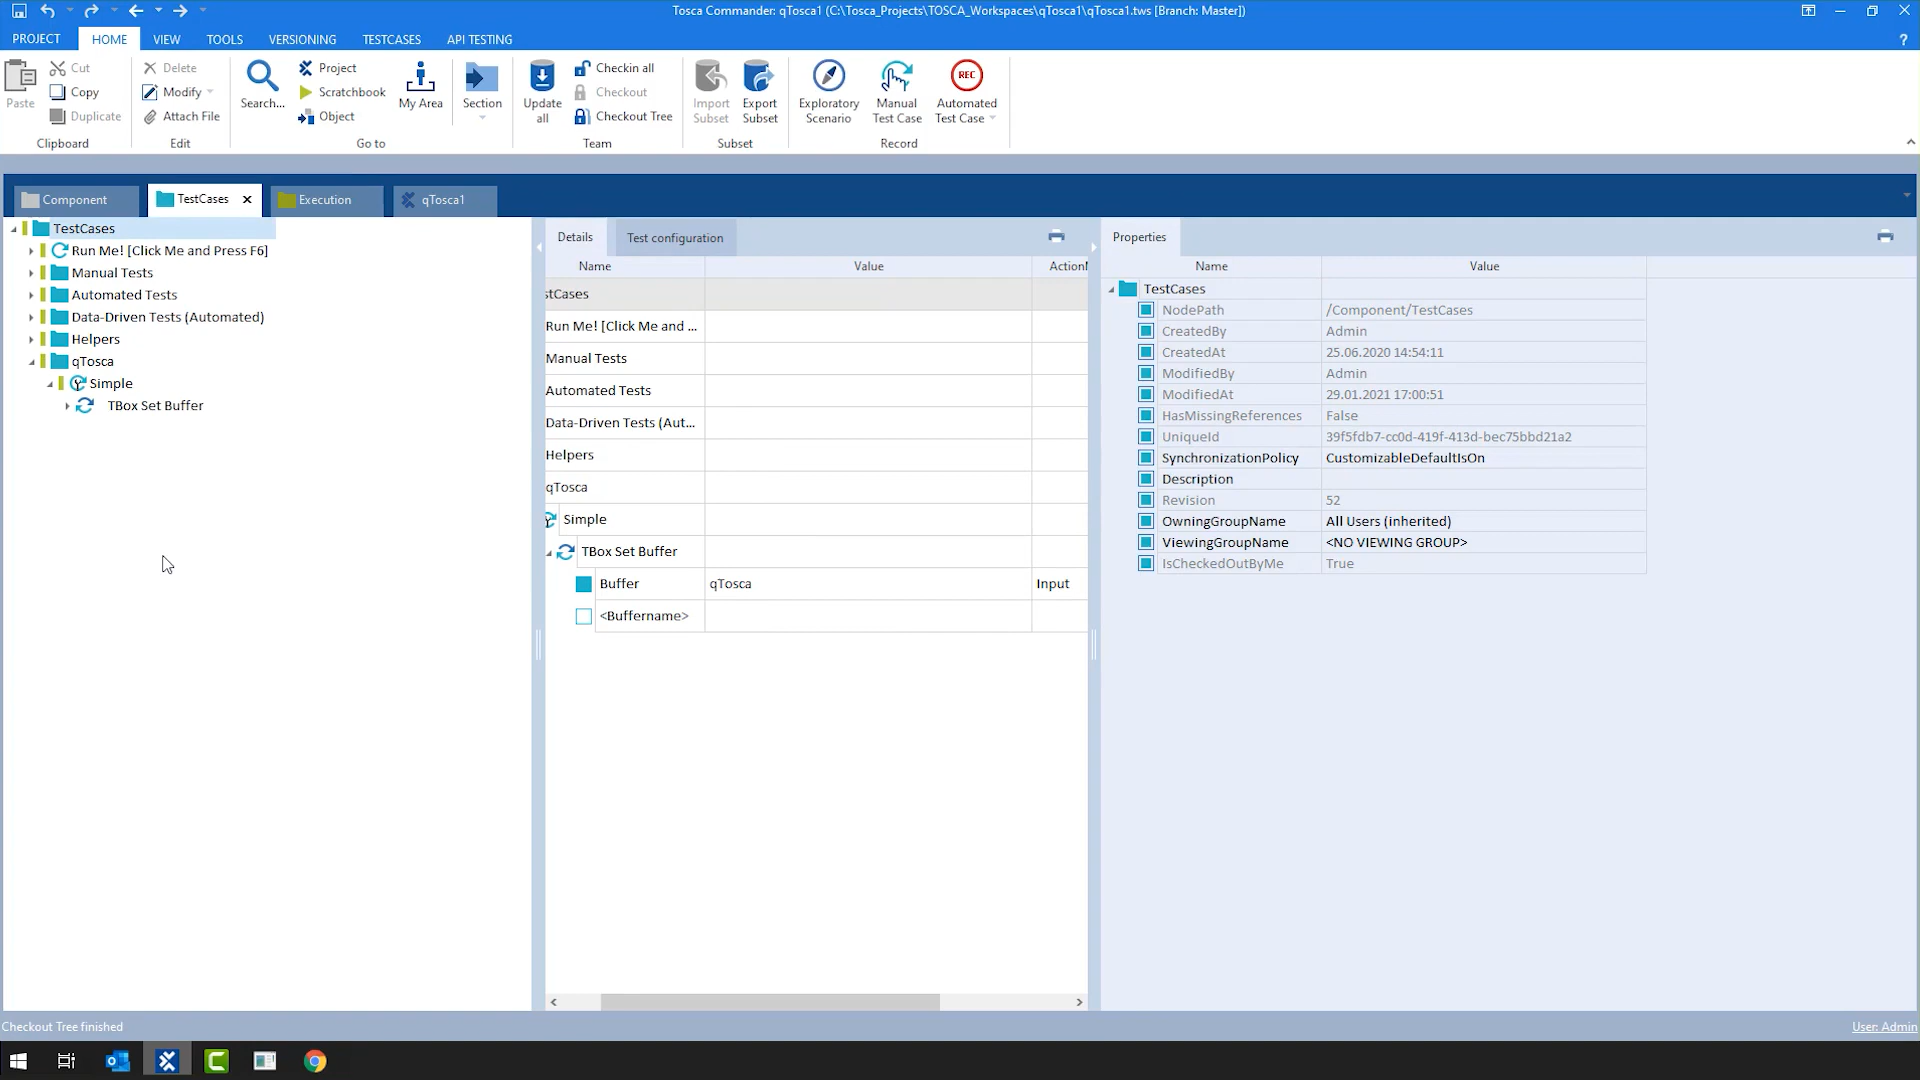 Tosca Commander: qTosca1 (C:\Tosca_Projects\TOSCA_Workspaces\qTosca1\qTosca1.tws [Branch: Master])
PROJECT HOME VIEW TOOLS VERSIONING TESTCASES API TESTING ?
Paste
Cut
Copy
Duplicate
Clipboard
Delete
Modify
Attach File
Edit
Search...
Project
Scratchbook
Object
My Area
Section
Go to
Update all
Checkin all
Checkout
Checkout Tree
Team
Import Subset
Export Subset
Subset
Exploratory Scenario
Manual Test Case
REC
Automated Test Case
Record
Component TestCases Execution qTosca1
TestCases
Run Me! [Click Me and Press F6]
Manual Tests
Automated Tests
Data-Driven Tests (Automated)
Helpers
qTosca
Simple
TBox Set Buffer
Details Test configuration
Name Value Action
stCases
Run Me! [Click Me and ...
Manual Tests
Automated Tests
Data-Driven Tests (Aut...
Helpers
qTosca
Simple
TBox Set Buffer
Buffer qTosca Input
<Buffername>
Properties
Name Value
TestCases
NodePath /Component/TestCases
CreatedBy Admin
CreatedAt 25.06.2020 14:54:11
ModifiedBy Admin
ModifiedAt 29.01.2021 17:00:51
HasMissingReferences False
UniqueId 39f5fdb7-cc0d-419f-413d-bec75bbd21a2
SynchronizationPolicy CustomizableDefaultIsOn
Description
Revision 52
OwningGroupName All Users (inherited)
ViewingGroupName <NO VIEWING GROUP>
IsCheckedOutByMe True
Checkout Tree finished
User: Admin